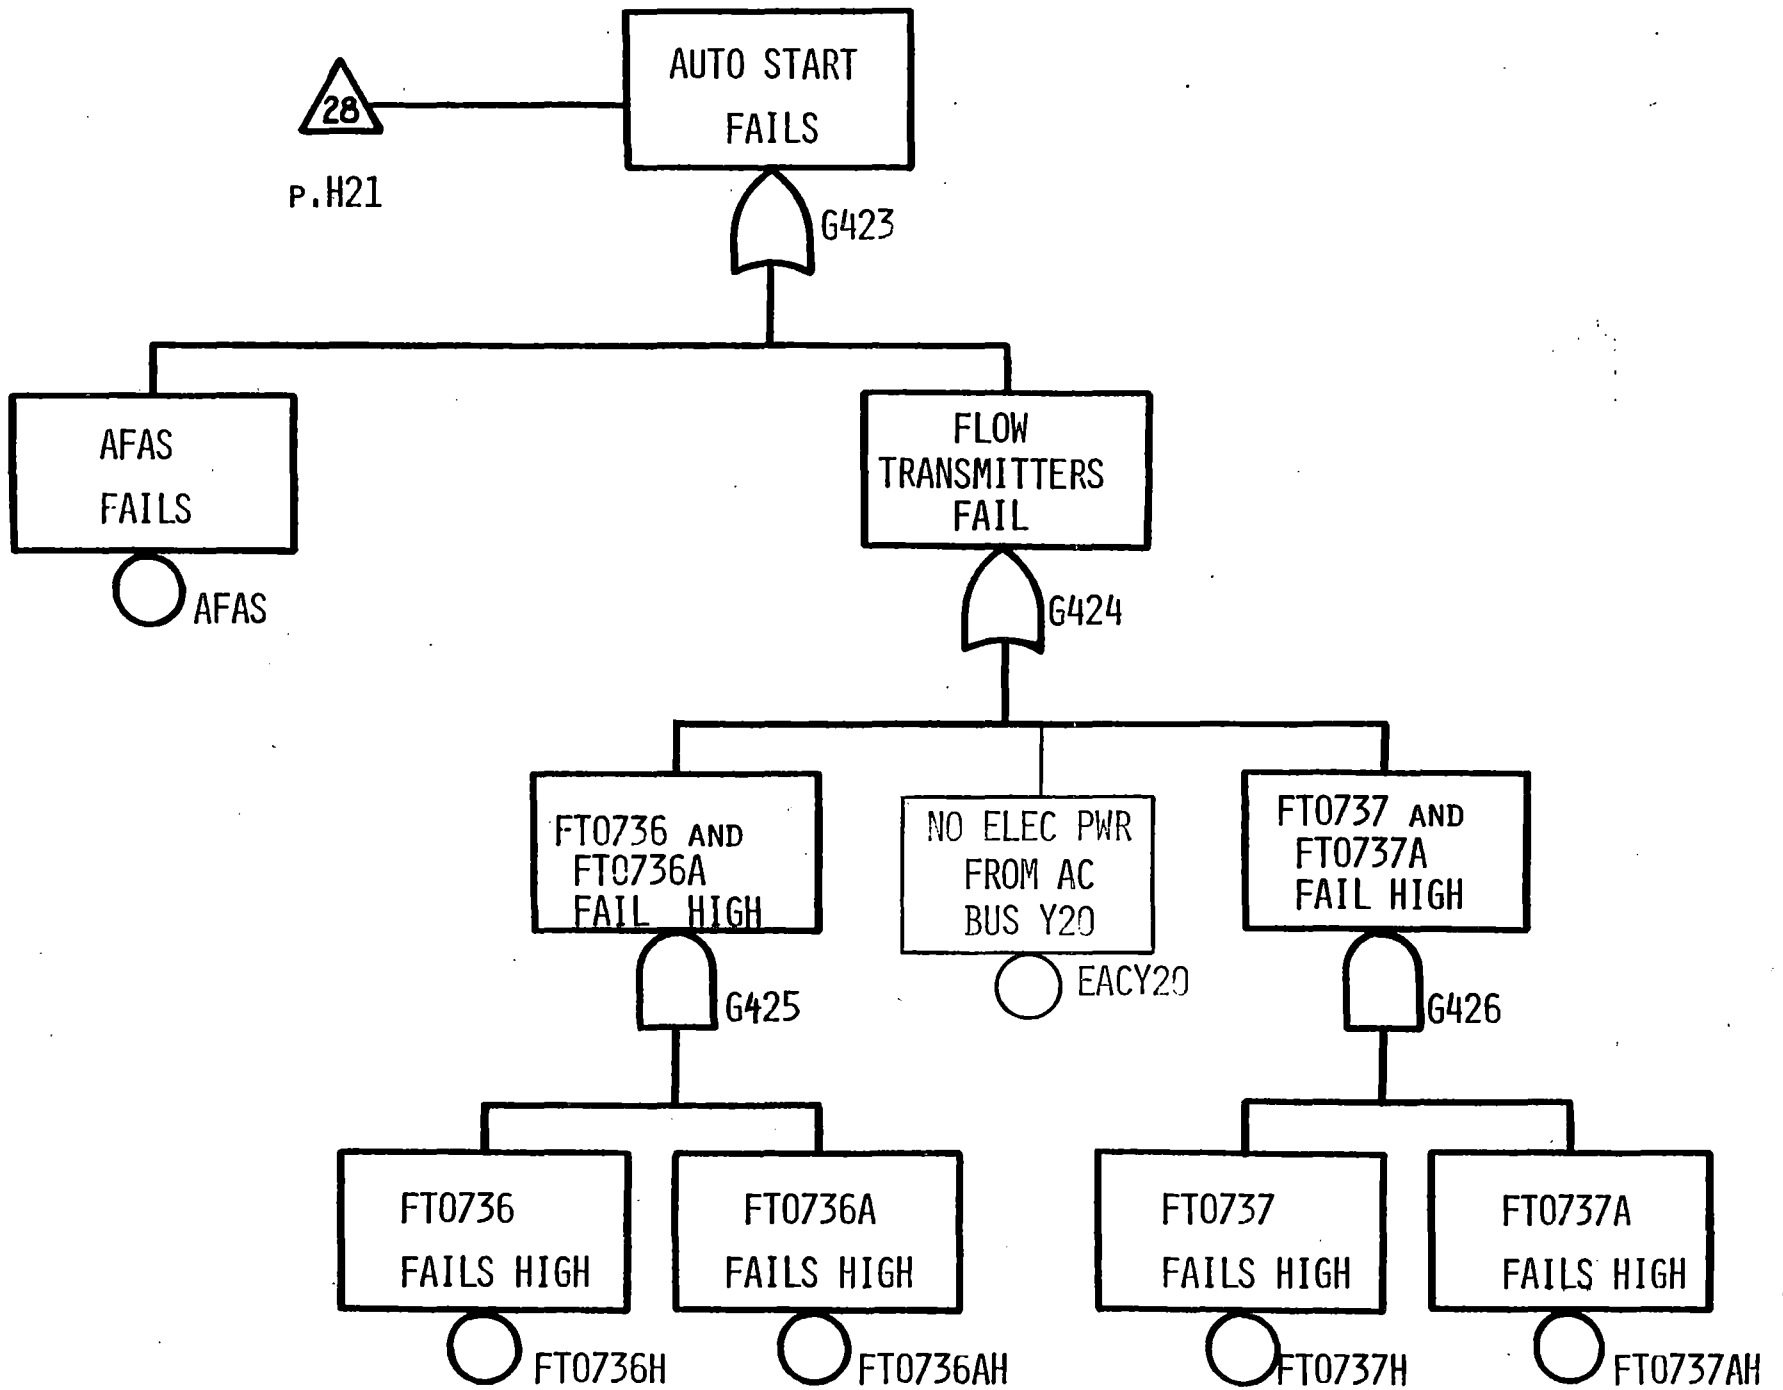 AUTO START
FAILS
28
P.H21
G423
AFAS
FAILS
AFAS
FLOW
TRANSMITTERS
FAIL
G424
FT0736 AND
FT0736A
FAIL HIGH
G425
NO ELEC PWR
FROM AC
BUS Y20
EACY20
FT0737 AND
FT0737A
FAIL HIGH
G426
FT0736
FAILS HIGH
FT0736H
FT0736A
FAILS HIGH
FT0736AH
FT0737
FAILS HIGH
FT0737H
FT0737A
FAILS HIGH
FT0737AH